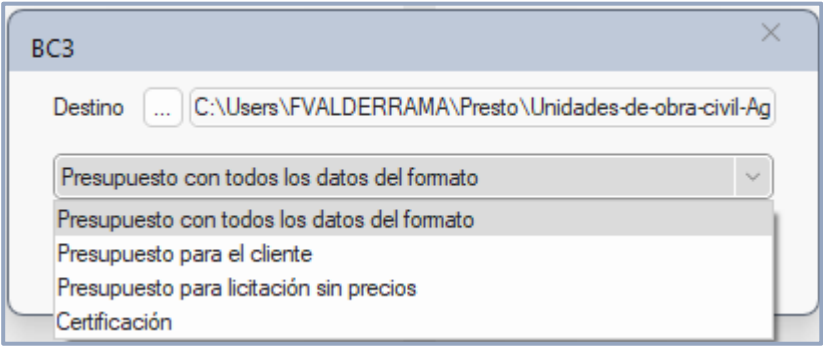 BC3
Destino ... C:\Users\FVALDERRAMA\Presto\Unidades-de-obra-civil-Ag
Presupuesto con todos los datos del formato
Presupuesto con todos los datos del formato
Presupuesto para el cliente
Presupuesto para licitación sin precios
Certificación